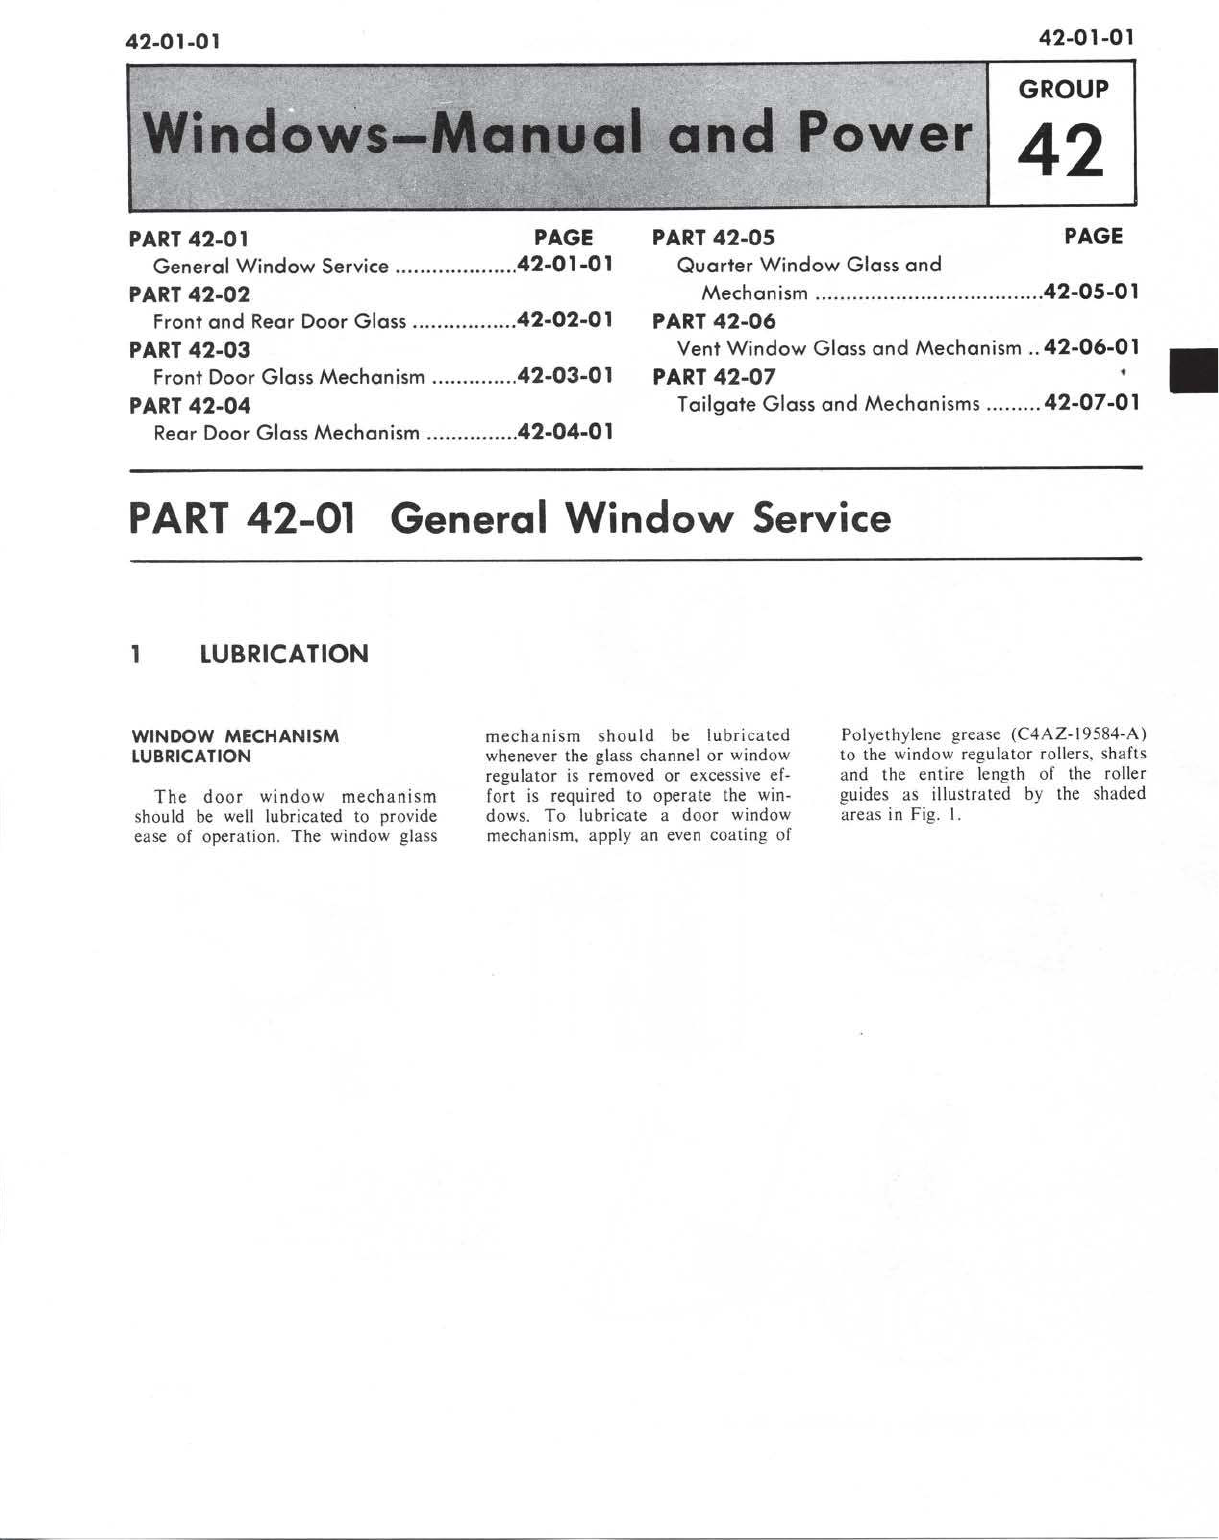 42-01-01
42-01-01
Windows—Manual and Power
GROUP
42
PART 42-01 PAGE
General Window Service ....................42-01-01
PART 42-02
Front and Rear Door Glass .................42-02-01
PART 42-03
Front Door Glass Mechanism ..............42-03-01
PART 42-04
Rear Door Glass Mechanism ...............42-04-01
PART 42-05 PAGE
Quarter Window Glass and
Mechanism .....................................42-05-01
PART 42-06
Vent Window Glass and Mechanism ..42-06-01
PART 42-07
Tailgate Glass and Mechanisms .........42-07-01
PART 42-01 General Window Service
1 LUBRICATION
WINDOW MECHANISM
LUBRICATION
The door window mechanism
should be well lubricated to provide
ease of operation. The window glass
mechanism should be lubricated
whenever the glass channel or window
regulator is removed or excessive ef-
fort is required to operate the win-
dows. To lubricate a door window
mechanism, apply an even coating of
Polyethylene grease (C4AZ-19584-A)
to the window regulator rollers, shafts
and the entire length of the roller
guides as illustrated by the shaded
areas in Fig. 1.